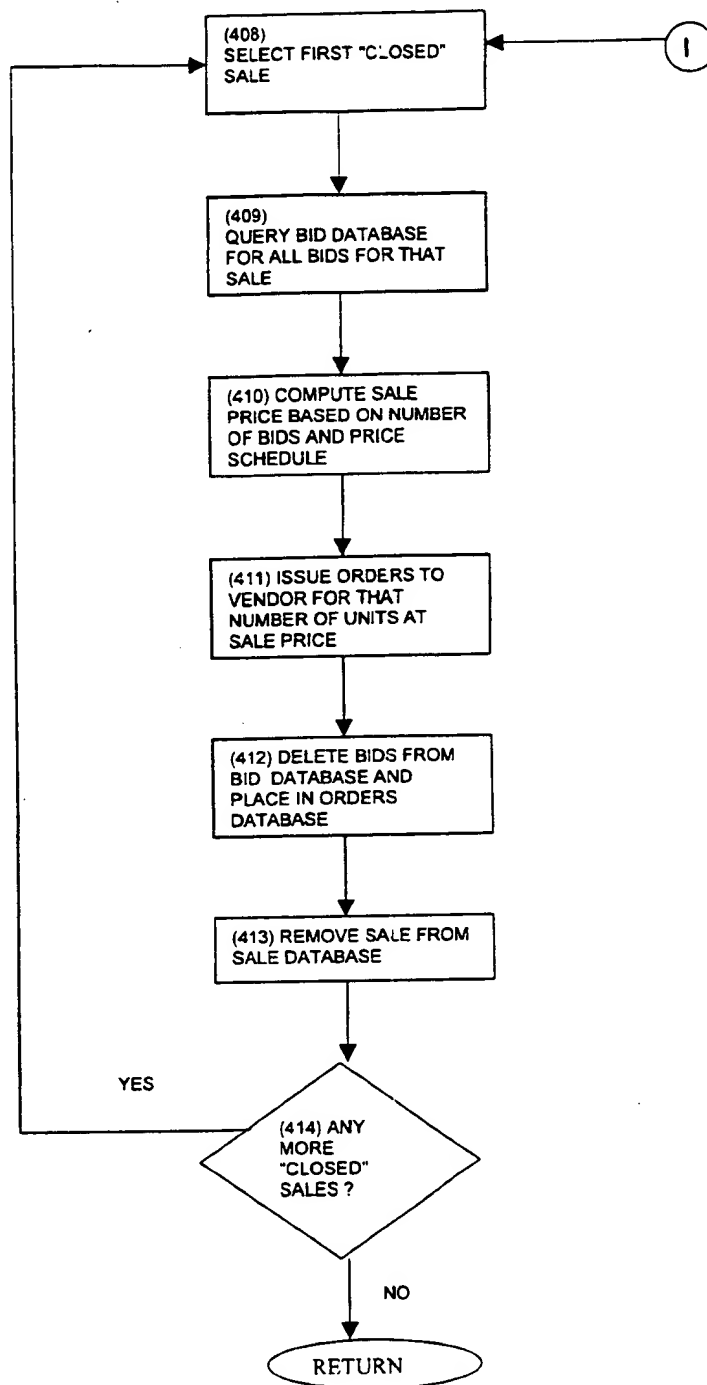 (408)
SELECT FIRST "CLOSED"
SALE
1
(409)
QUERY BID DATABASE
FOR ALL BIDS FOR THAT
SALE
(410) COMPUTE SALE
PRICE BASED ON NUMBER
OF BIDS AND PRICE
SCHEDULE
(411) ISSUE ORDERS TO
VENDOR FOR THAT
NUMBER OF UNITS AT
SALE PRICE
(412) DELETE BIDS FROM
BID DATABASE AND
PLACE IN ORDERS
DATABASE
(413) REMOVE SALE FROM
SALE DATABASE
YES
(414) ANY
MORE
"CLOSED"
SALES ?
NO
RETURN